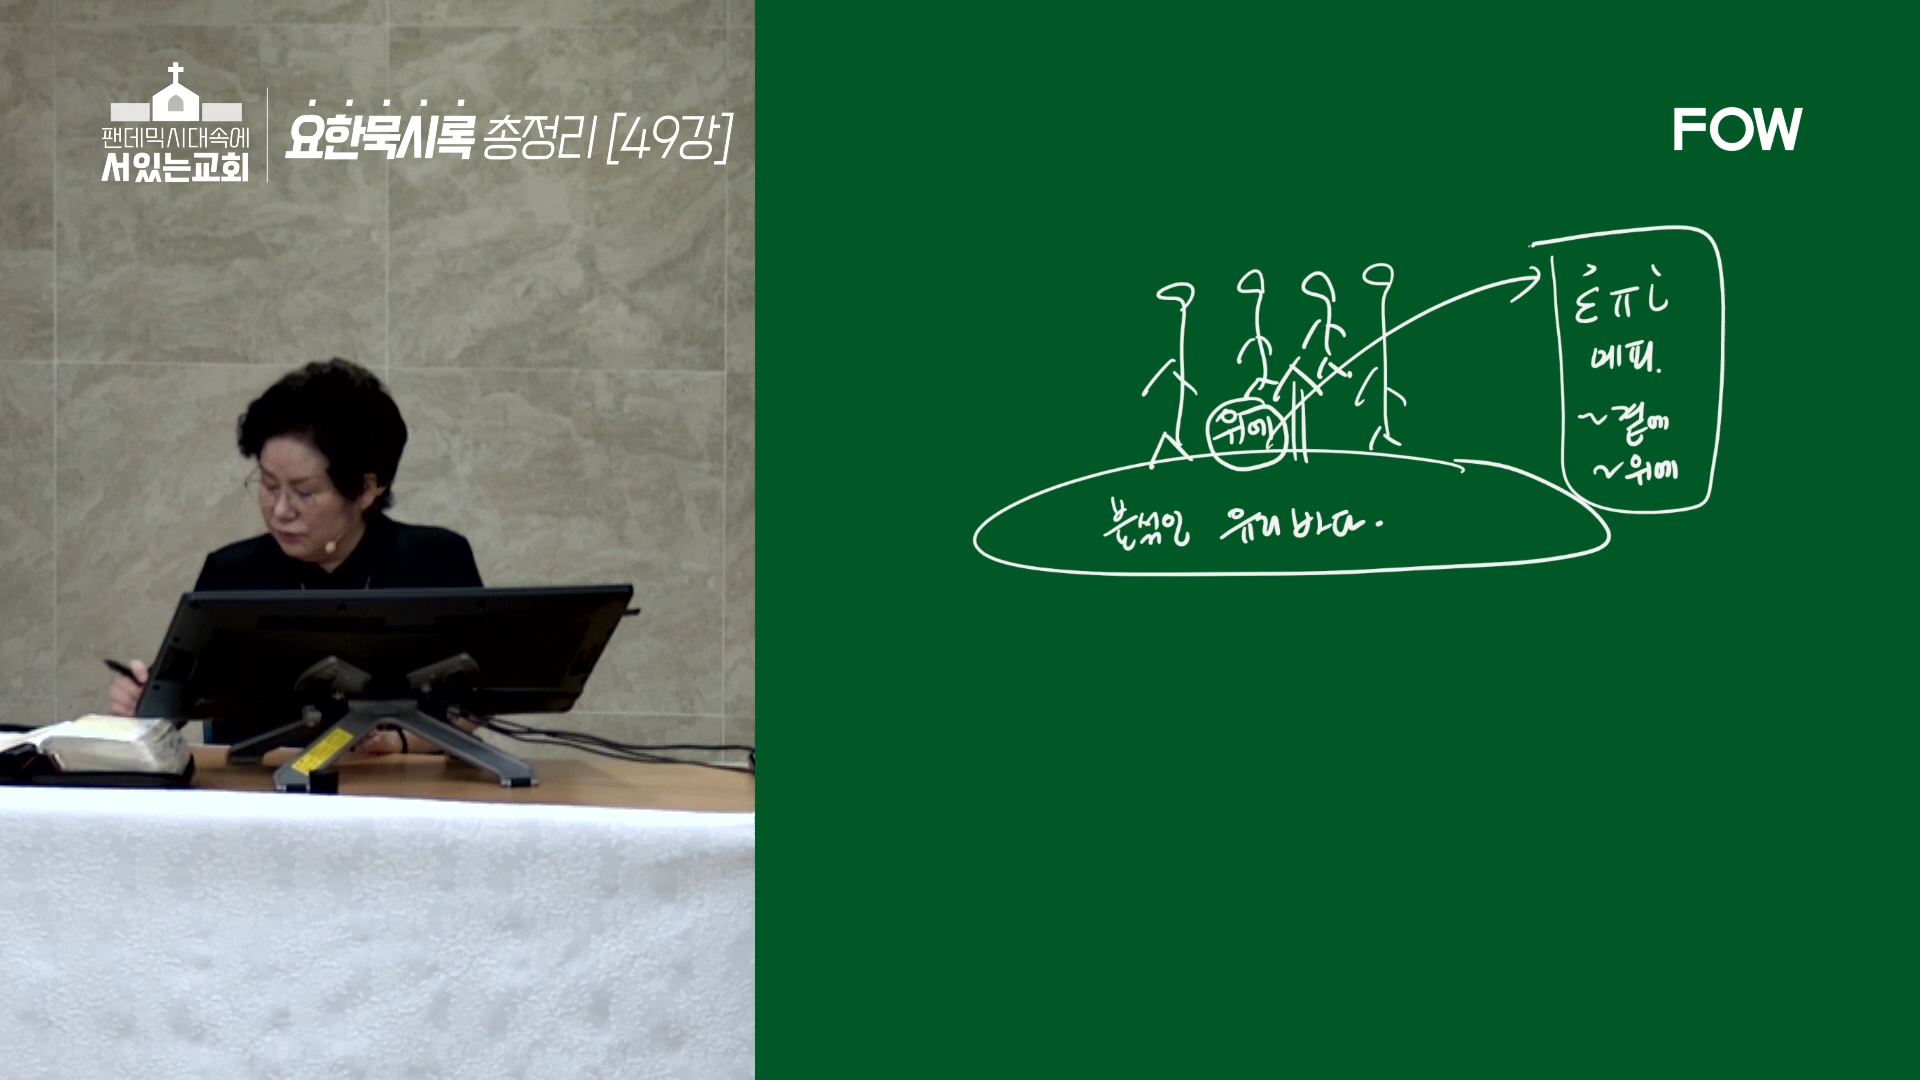 팬데믹시대속에
서있는교회
요한묵시록 총정리 [49강]
FOW
ἐπὶ
에피.
~곁에
~위에
위에
불섞인 유리바다.